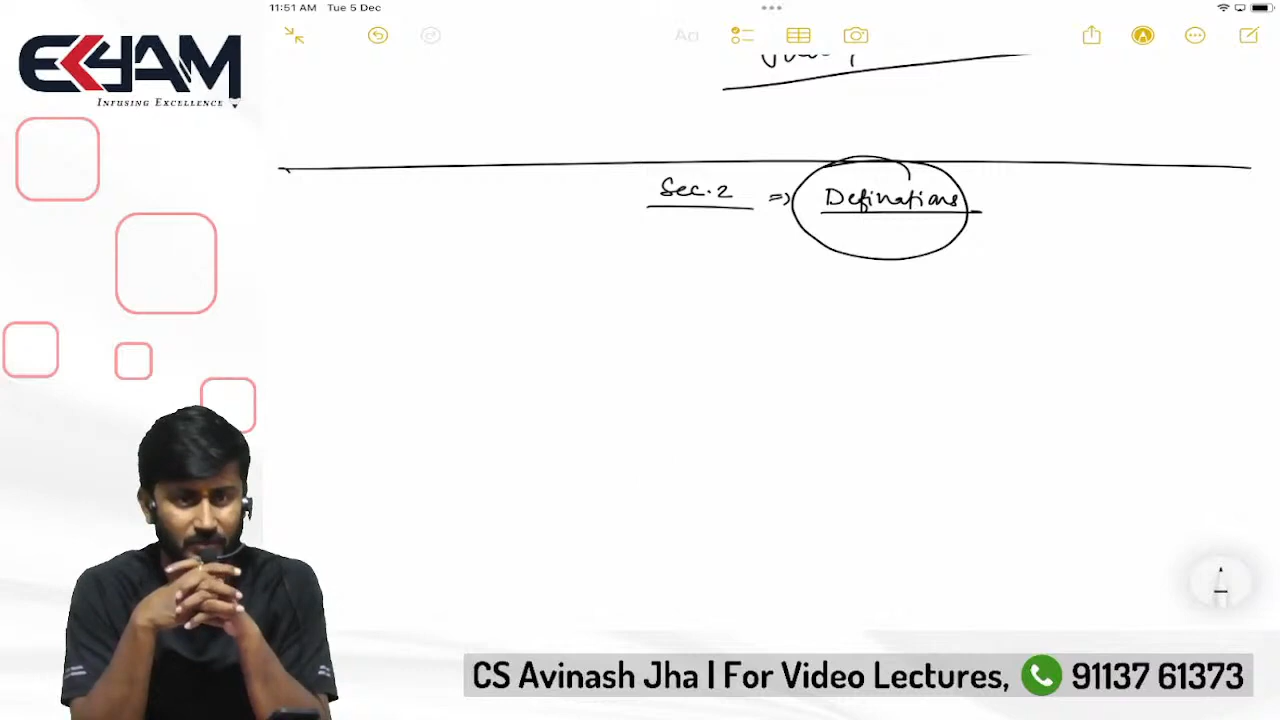 11:51 AM Tue 5 Dec
EKYAM
INFUSING EXCELLENCE
Sec. 2 => Definations
CS Avinash Jha | For Video Lectures, 91137 61373